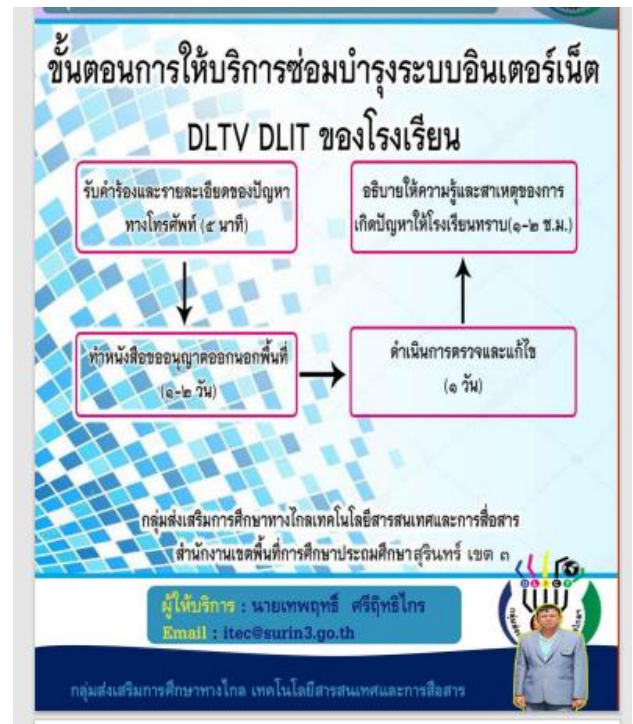 ขั้นตอนการให้บริการซ่อมบำรุงระบบอินเตอร์เน็ต
DLTV DLIT ของโรงเรียน
รับคำร้องและรายละเอียดของปัญหา
ทางโทรศัพท์ (๕ นาที)
ทำหนังสือขออนุญาตออกนอกพื้นที่
(๑-๒ วัน)
ดำเนินการตรวจและแก้ไข
(๑ วัน)
อธิบายให้ความรู้และสาเหตุของการ
เกิดปัญหาให้โรงเรียนทราบ(๑-๒ ช.ม.)
กลุ่มส่งเสริมการศึกษาทางไกลเทคโนโลยีสารสนเทศและการสื่อสาร
สำนักงานเขตพื้นที่การศึกษาประถมศึกษาสุรินทร์ เขต ๓
ผู้ให้บริการ : นายเทพฤทธิ์ ศรีฤทธิไกร
Email : itec@surin3.go.th
กลุ่มส่งเสริมการศึกษาทางไกล เทคโนโลยีสารสนเทศและการสื่อสาร